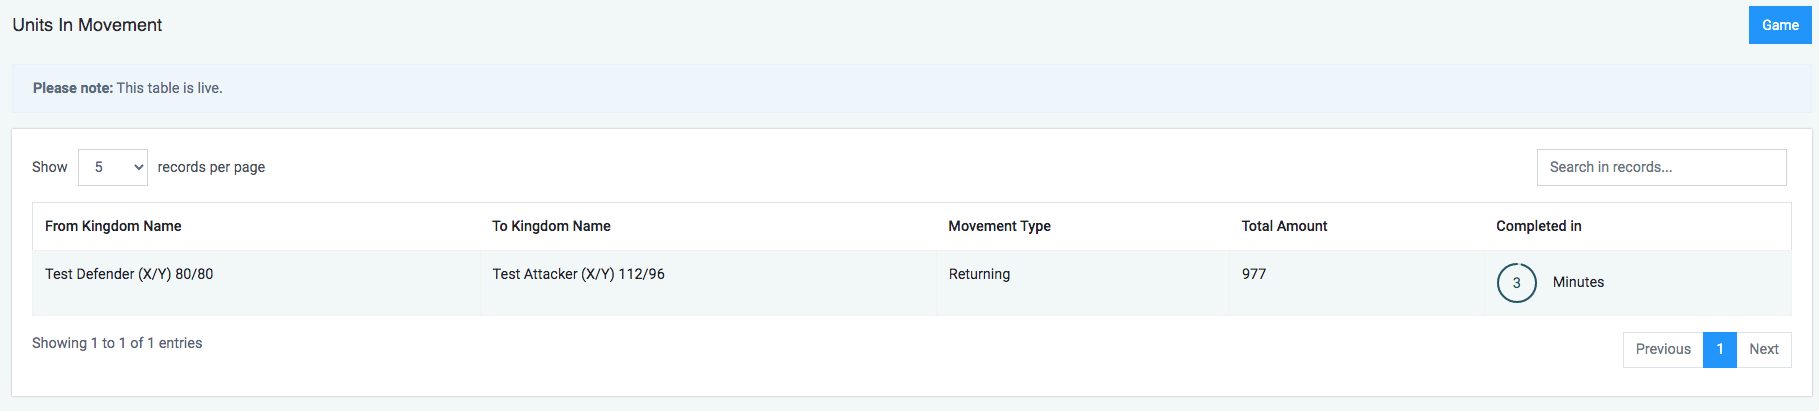 Units In Movement
Game
Please note: This table is live.
Show 5 records per page
Search in records...
From Kingdom Name To Kingdom Name Movement Type Total Amount Completed in
Test Defender (X/Y) 80/80 Test Attacker (X/Y) 112/96 Returning 977 3 Minutes
Showing 1 to 1 of 1 entries
Previous 1 Next